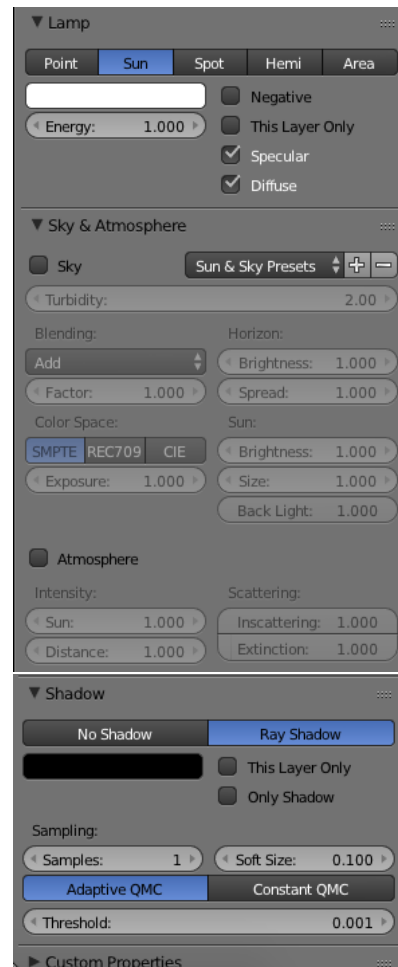 Lamp
Point Sun Spot Hemi Area
Negative
Energy: 1.000 This Layer Only
Specular
Diffuse
Sky & Atmosphere
Sky Sun & Sky Presets
Turbidity: 2.00
Blending: Horizon:
Add Brightness: 1.000
Factor: 1.000 Spread: 1.000
Color Space: Sun:
SMPTE REC709 CIE Brightness: 1.000
Exposure: 1.000 Size: 1.000
Back Light: 1.000
Atmosphere
Intensity: Scattering:
Sun: 1.000 Inscattering: 1.000
Distance: 1.000 Extinction: 1.000
Shadow
No Shadow Ray Shadow
This Layer Only
Only Shadow
Sampling:
Samples: 1 Soft Size: 0.100
Adaptive QMC Constant QMC
Threshold: 0.001
Custom Properties